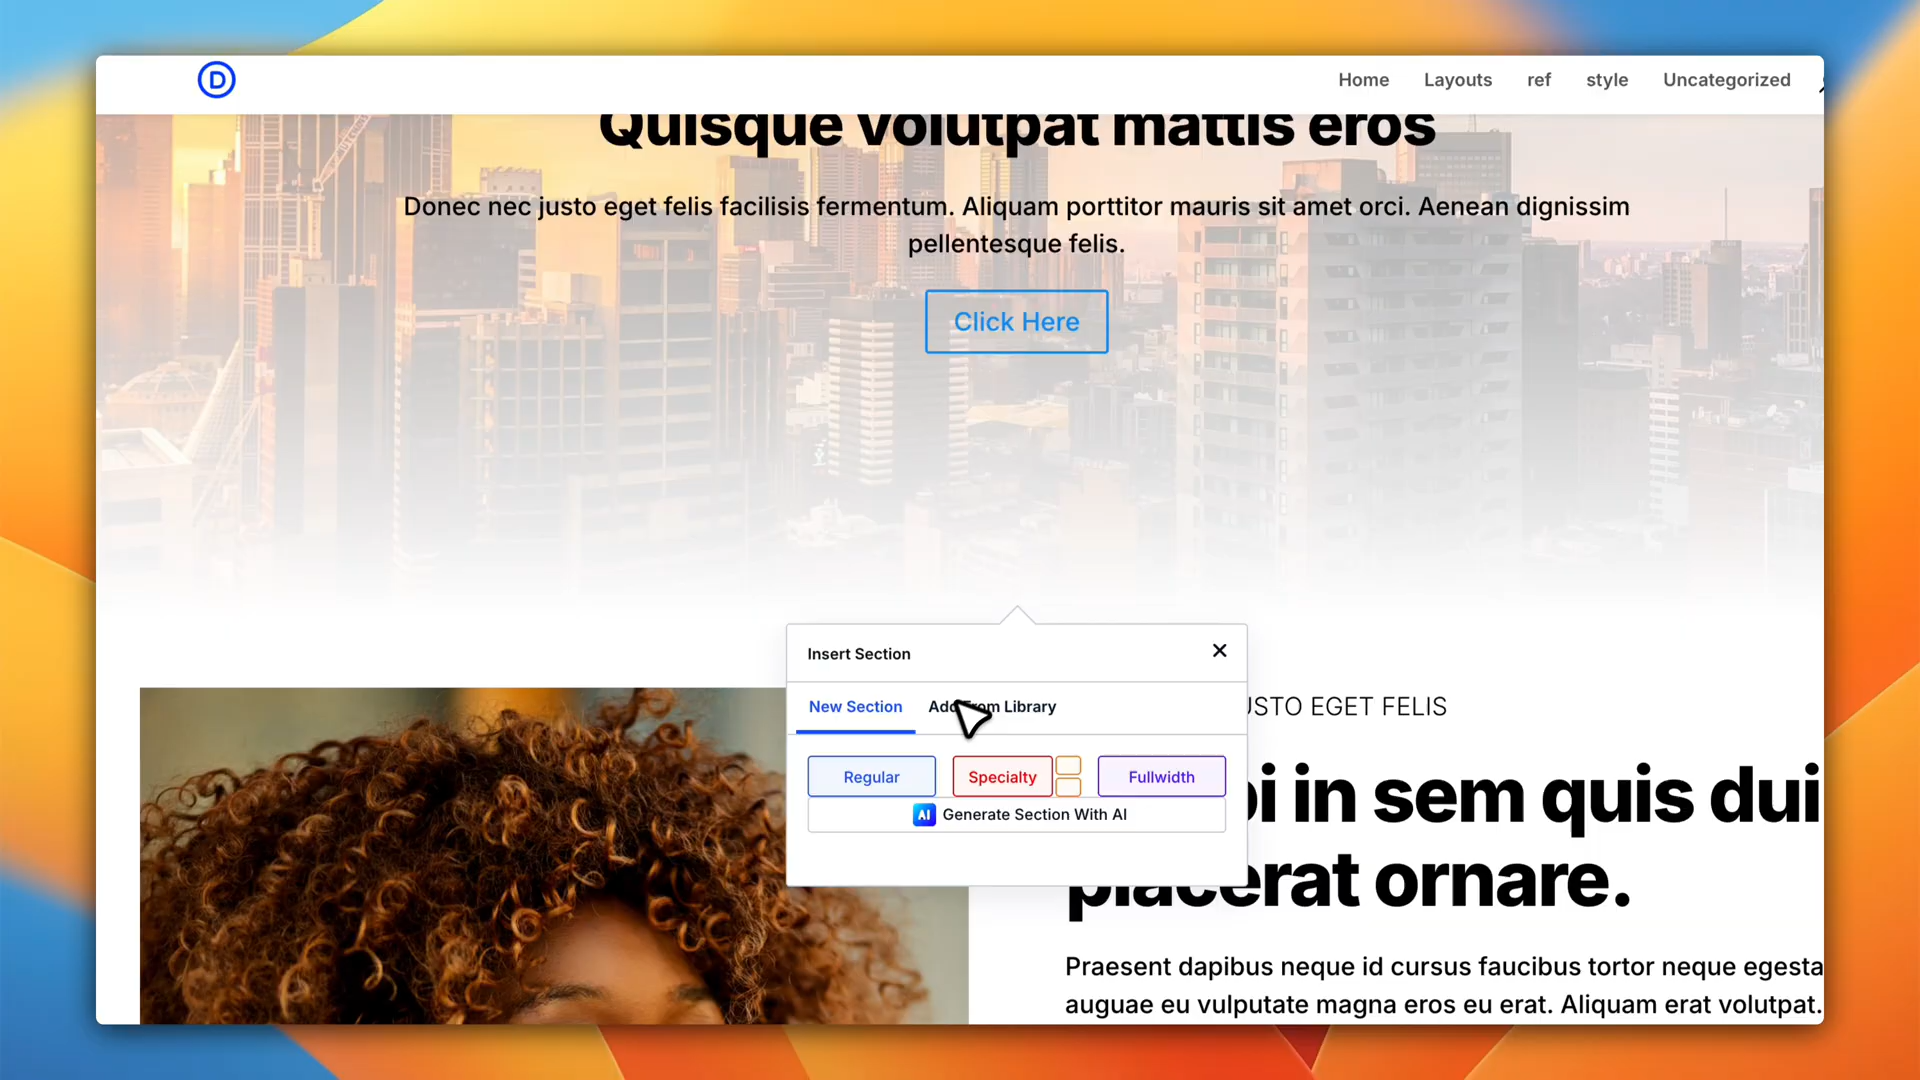 D
Home Layouts ref style Uncategorized
Quisque volutpat mattis eros
Donec nec justo eget felis facilisis fermentum. Aliquam porttitor mauris sit amet orci. Aenean dignissim
pellentesque felis.
Click Here
Insert Section
New Section Add From Library
Regular Specialty Fullwidth
AI Generate Section With AI
EGET FELIS
in sem quis dui
placerat ornare.
Praesent dapibus neque id cursus faucibus tortor neque egesta
auguae eu vulputate magna eros eu erat. Aliquam erat volutpat.